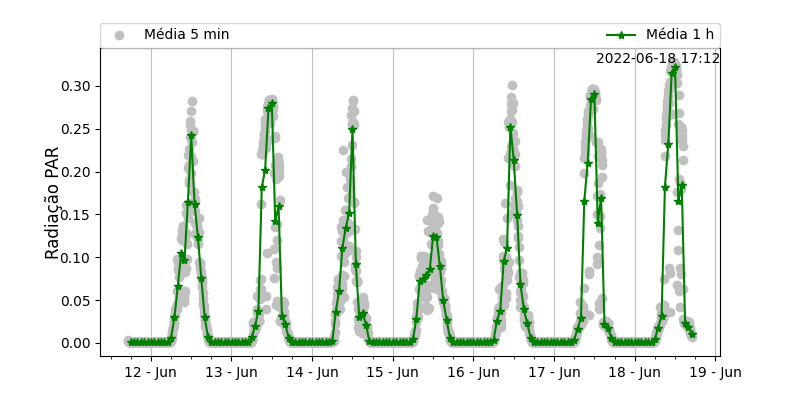 Média 5 min
Média 1 h
2022-06-18 17:12
0.30
0.25
0.20
0.15
0.10
0.05
0.00
Radiação PAR
12 - Jun
13 - Jun
14 - Jun
15 - Jun
16 - Jun
17 - Jun
18 - Jun
19 - Jun